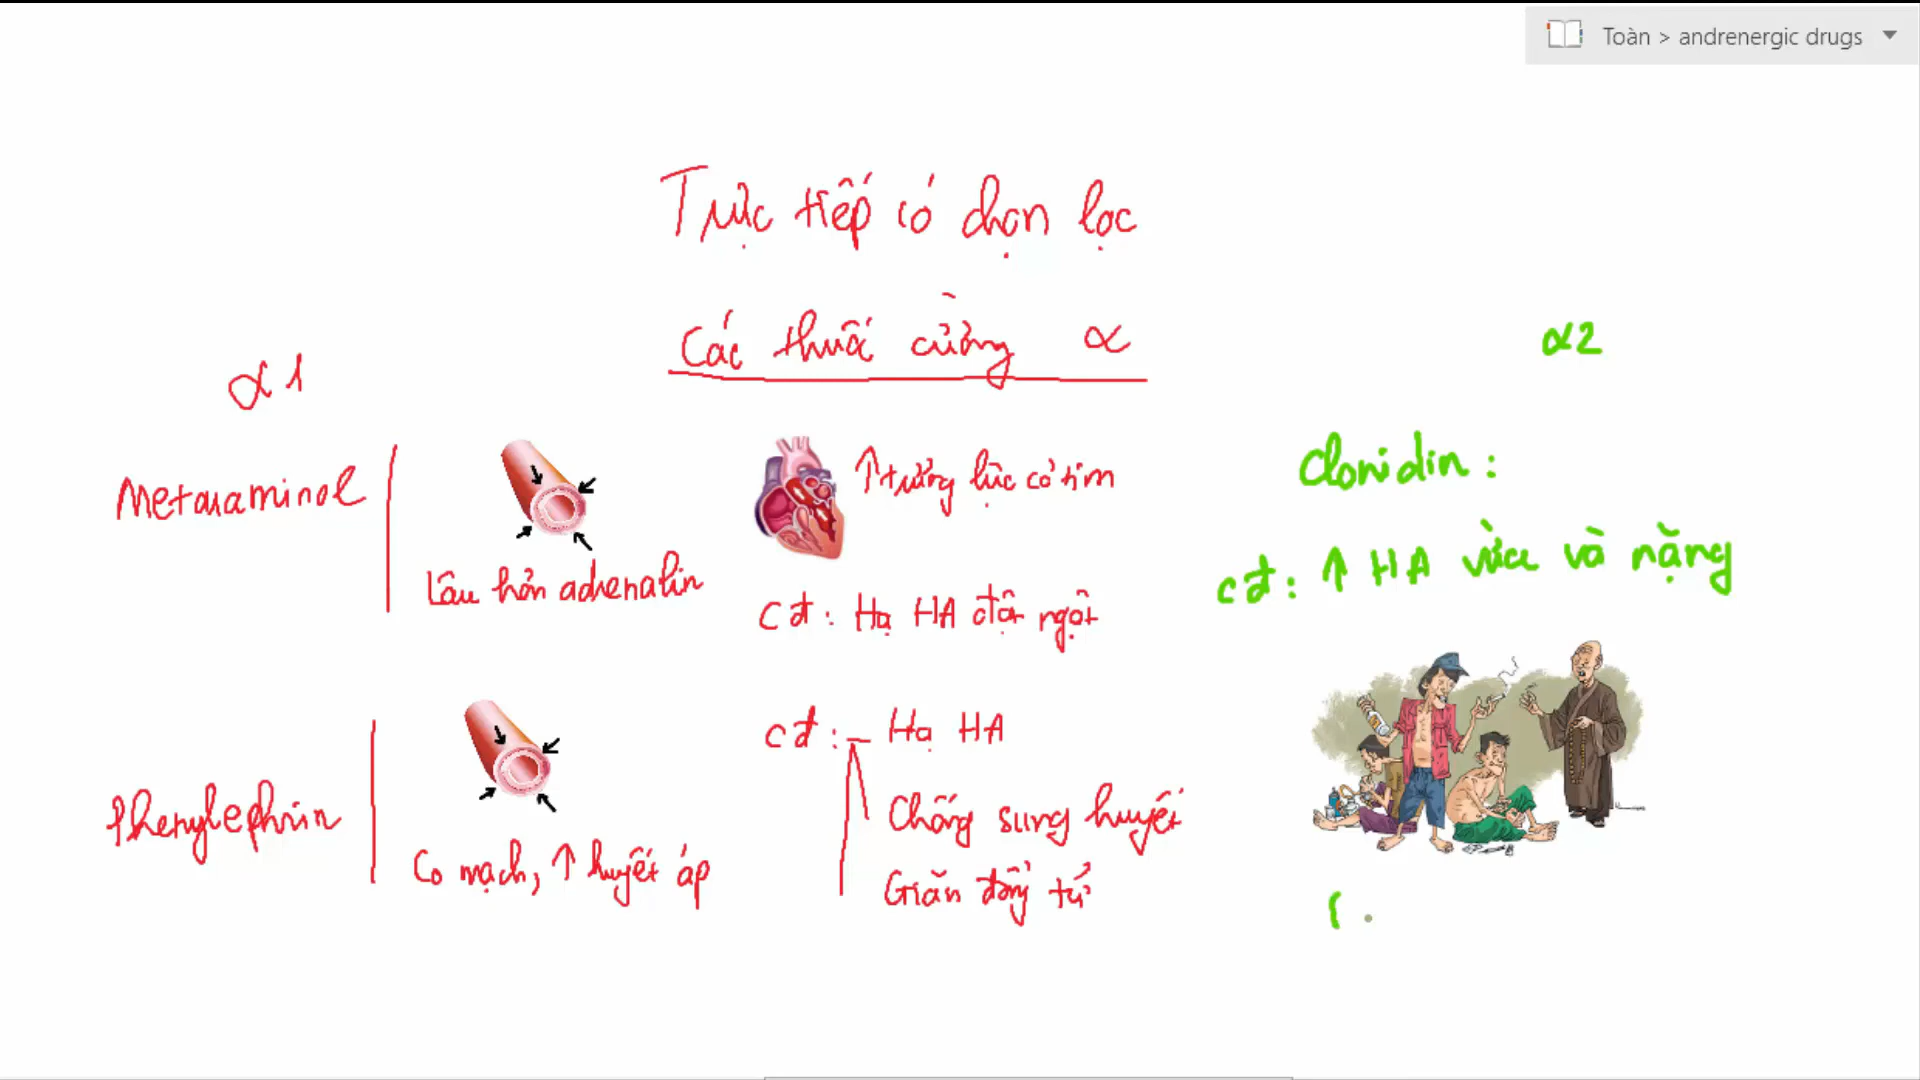 Toàn > andrenergic drugs
Trực tiếp có chọn lọc
Các thuốc cường α
α1
α2
Metaraminol
Lâu hơn adrenalin
↑ trương lực cơ tim
cđ: Hạ HA đột ngột
Clonidin:
cđ: ↑ HA vừa và nặng
Phenylephrin
Co mạch, ↑ huyết áp
cđ: – Hạ HA
Chống sung huyết
Giãn đồng tử